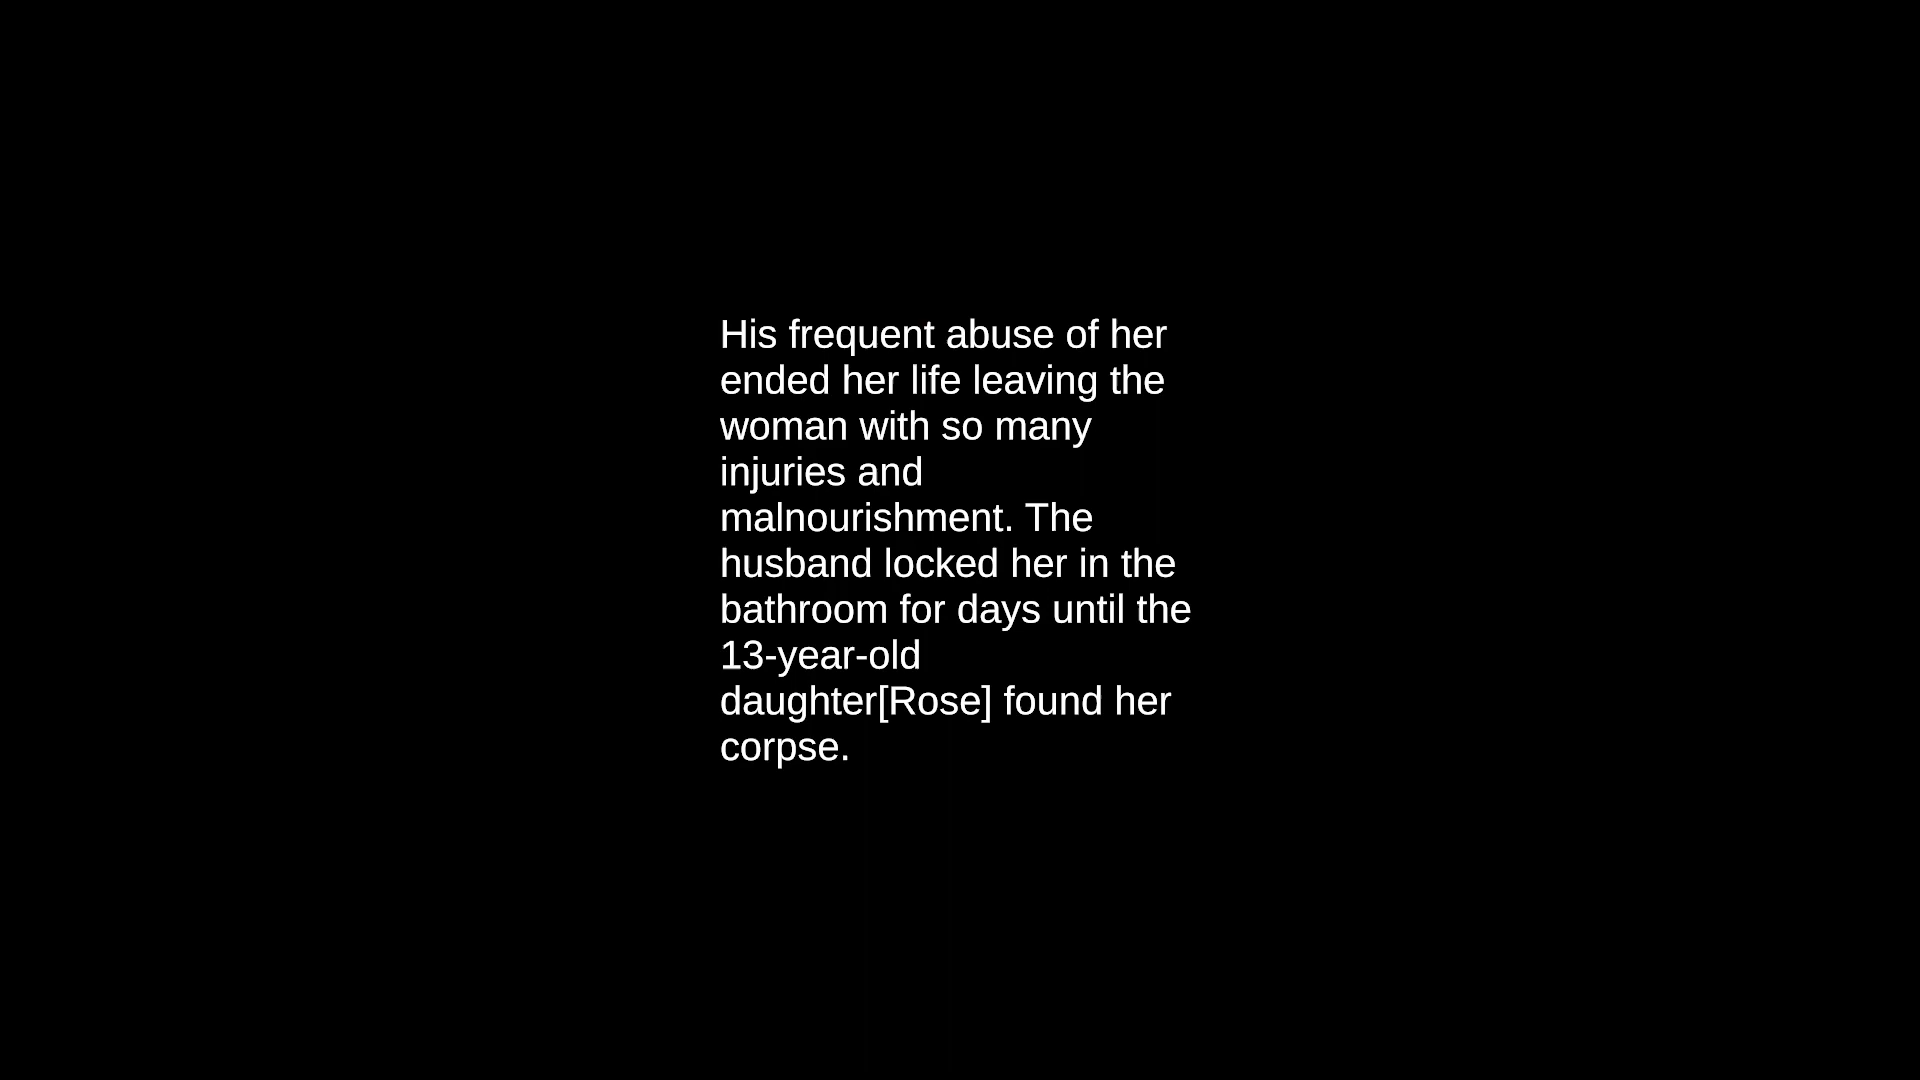 His frequent abuse of her
ended her life leaving the
woman with so many
injuries and
malnourishment. The
husband locked her in the
bathroom for days until the
13-year-old
daughter[Rose] found her
corpse.